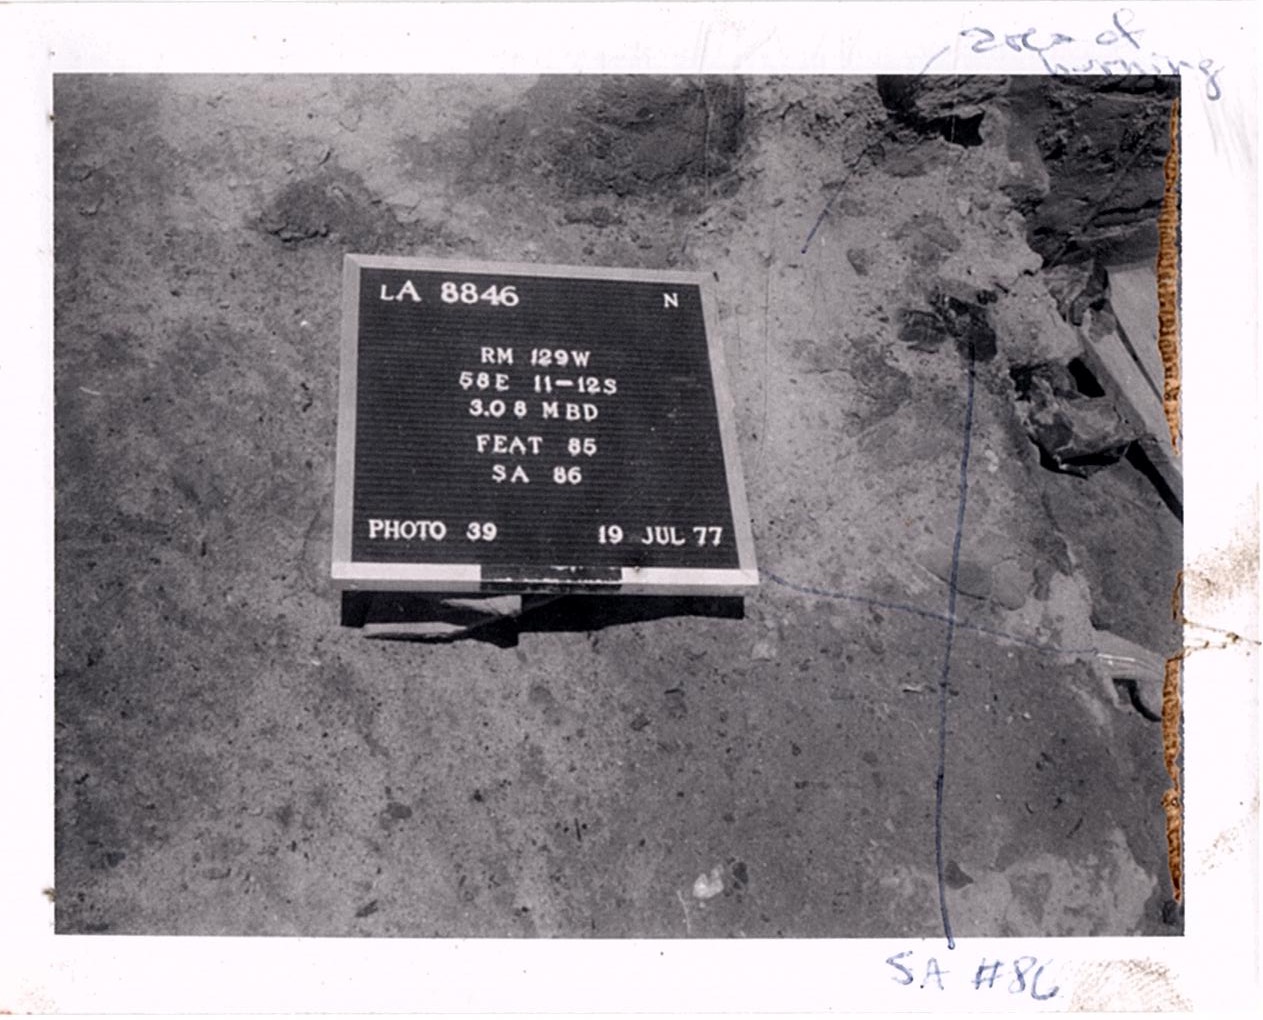 area of
burning
LA 8846 N
RM 129W
58E 11-12S
3.08 MBD
FEAT 85
SA 86
PHOTO 39 19 JUL 77
SA #86